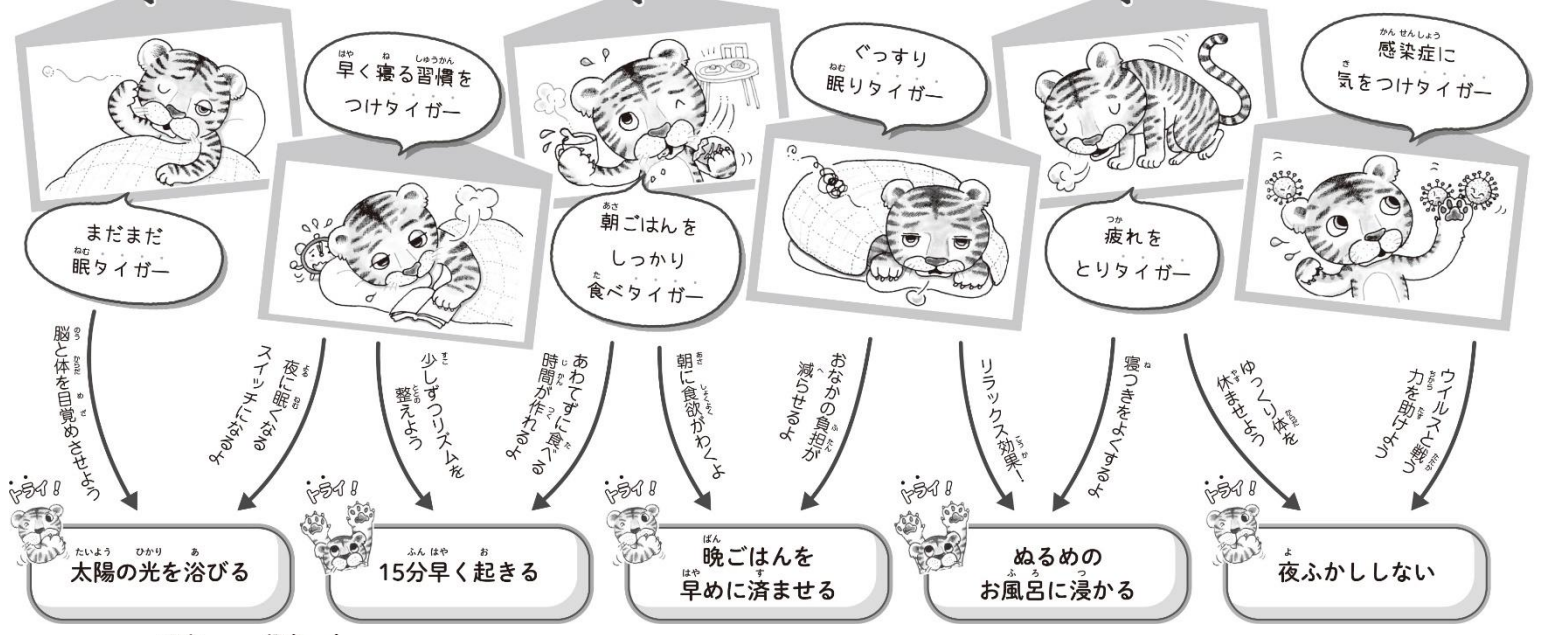 まだまだ
眠タイガー
早く寝る習慣を
つけタイガー
朝ごはんを
しっかり
食べタイガー
ぐっすり
眠りタイガー
疲れを
とりタイガー
感染症に
気をつけタイガー
脳と体を目覚めさせよう
夜に眠くなる
スイッチになるよ
少しずつリズムを
整えよう
あわてずに食べる
時間が作れるよ
朝に食欲がわくよ
おなかの負担が
減らせるよ
リラックス効果!
寝つきをよくするよ
ゆっくり体を
休ませよう
ウイルスと戦う
力を助けよう
トライ!
太陽の光を浴びる
トライ!
15分早く起きる
トライ!
晩ごはんを
早めに済ませる
トライ!
ぬるめの
お風呂に浸かる
トライ!
夜ふかししない